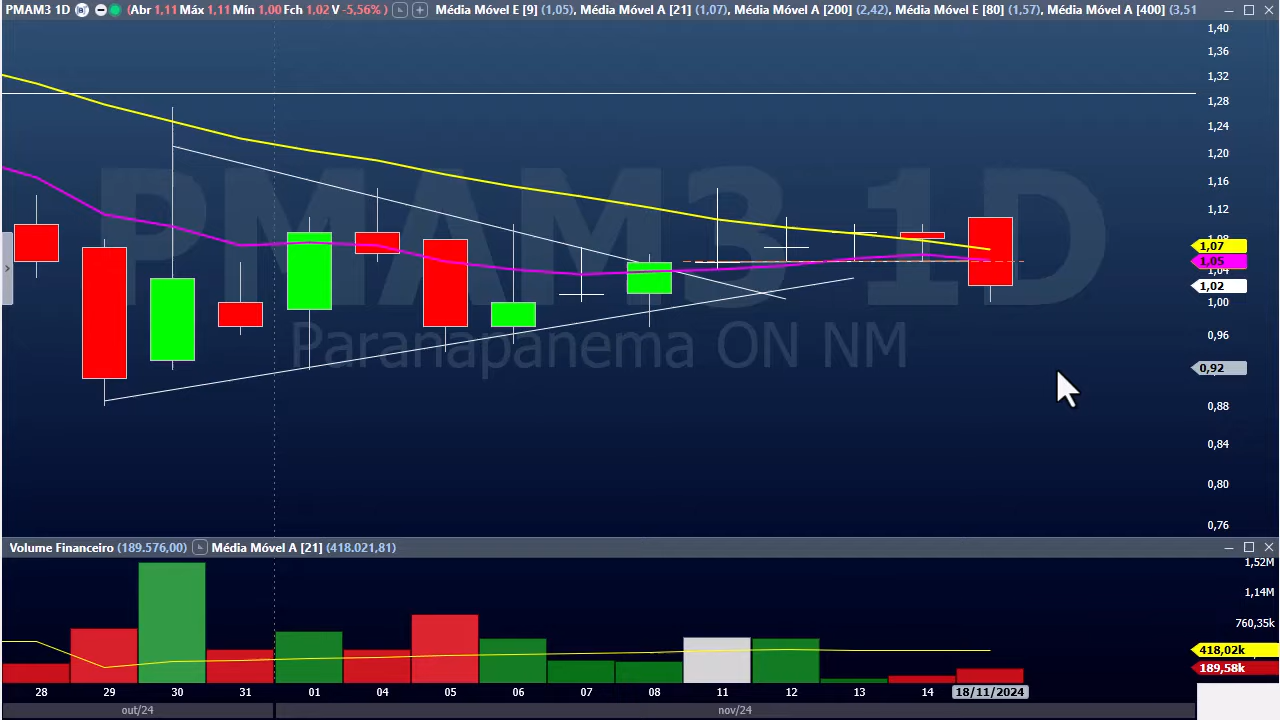 PMAM3 1D (Abr 1,11 Máx 1,11 Mín 1,00 Fch 1,02 V -5,56% ) Média Móvel E [9] (1,05), Média Móvel A [21] (1,07), Média Móvel A [200] (2,42), Média Móvel E [80] (1,57), Média Móvel A [400] (3,51
1,40
1,36
1,32
1,28
1,24
1,20
1,16
1,12
PMAM3 1D
1,07
1,05
1,04
1,02
1,00
0,96
Paranapanema ON NM
0,92
0,88
0,84
0,80
0,76
Volume Financeiro (189.576,00) Média Móvel A [21] (418.021,81)
1,52M
1,14M
760,35k
418,02k
189,58k
28 29 30 31 01 04 05 06 07 08 11 12 13 14 18/11/2024
out/24 nov/24